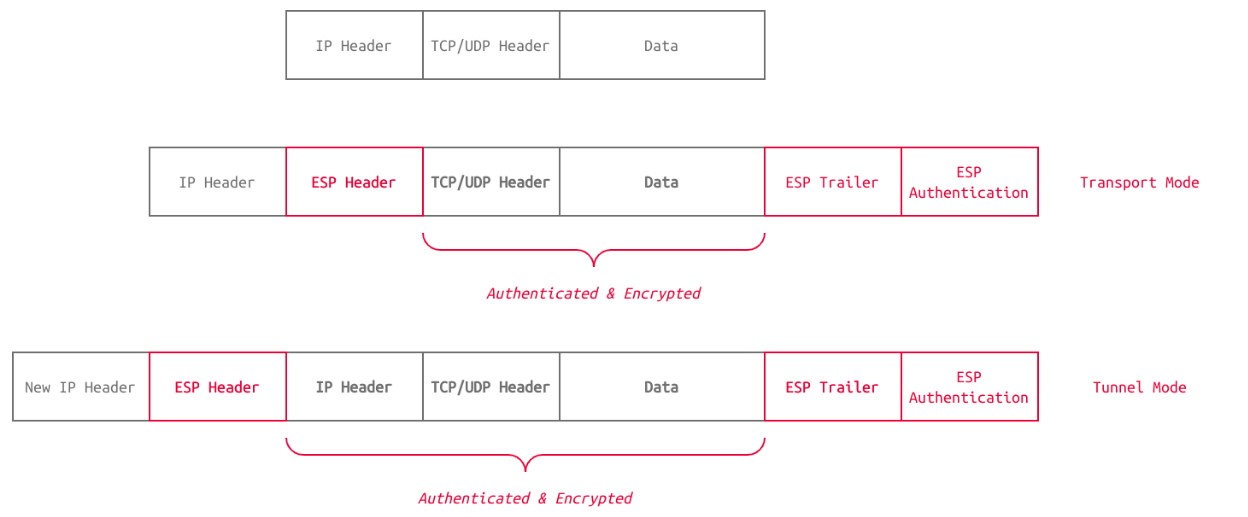 IP Header
TCP/UDP Header
Data
IP Header
ESP Header
TCP/UDP Header
Data
ESP Trailer
ESP
Authentication
Transport Mode
Authenticated & Encrypted
New IP Header
ESP Header
IP Header
TCP/UDP Header
Data
ESP Trailer
ESP
Authentication
Tunnel Mode
Authenticated & Encrypted